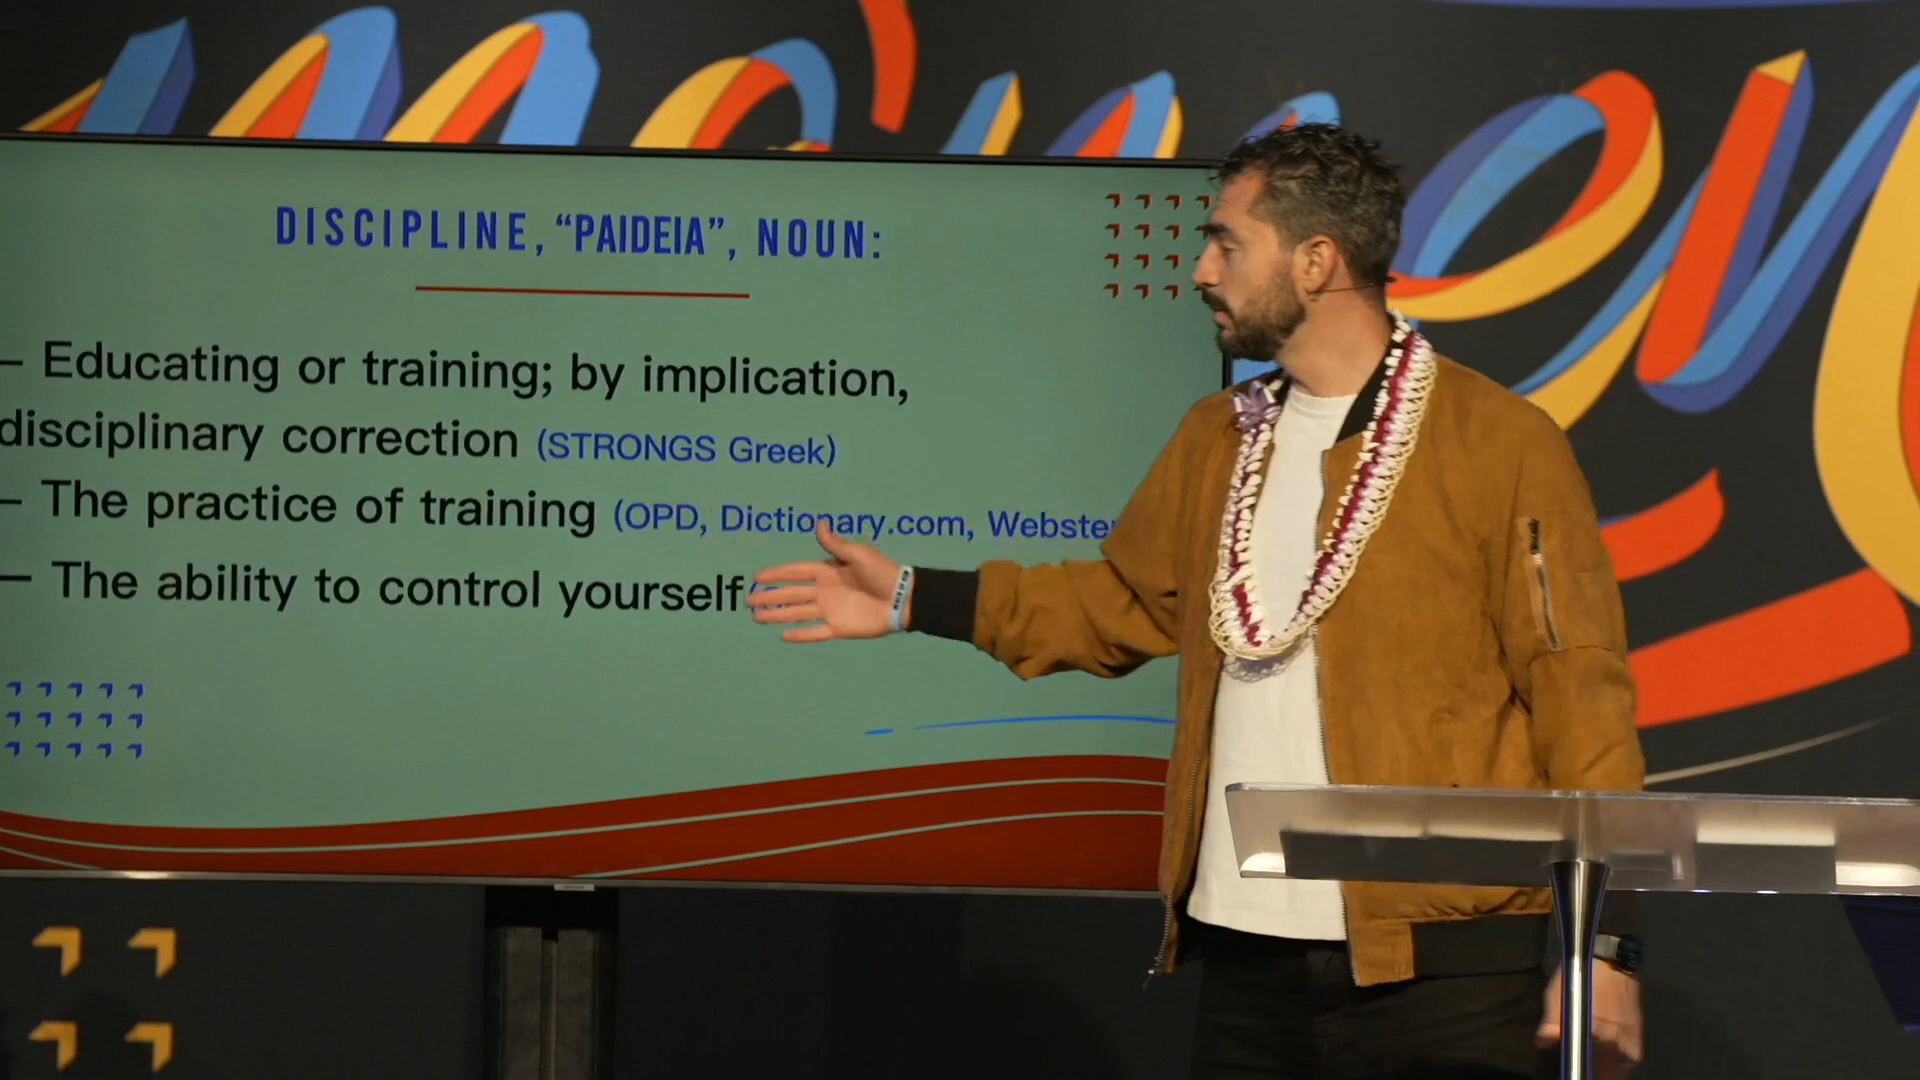 DISCIPLINE, “PAIDEIA”, NOUN:
– Educating or training; by implication,
disciplinary correction (STRONGS Greek)
– The practice of training (OPD, Dictionary.com,
– The ability to control yourself